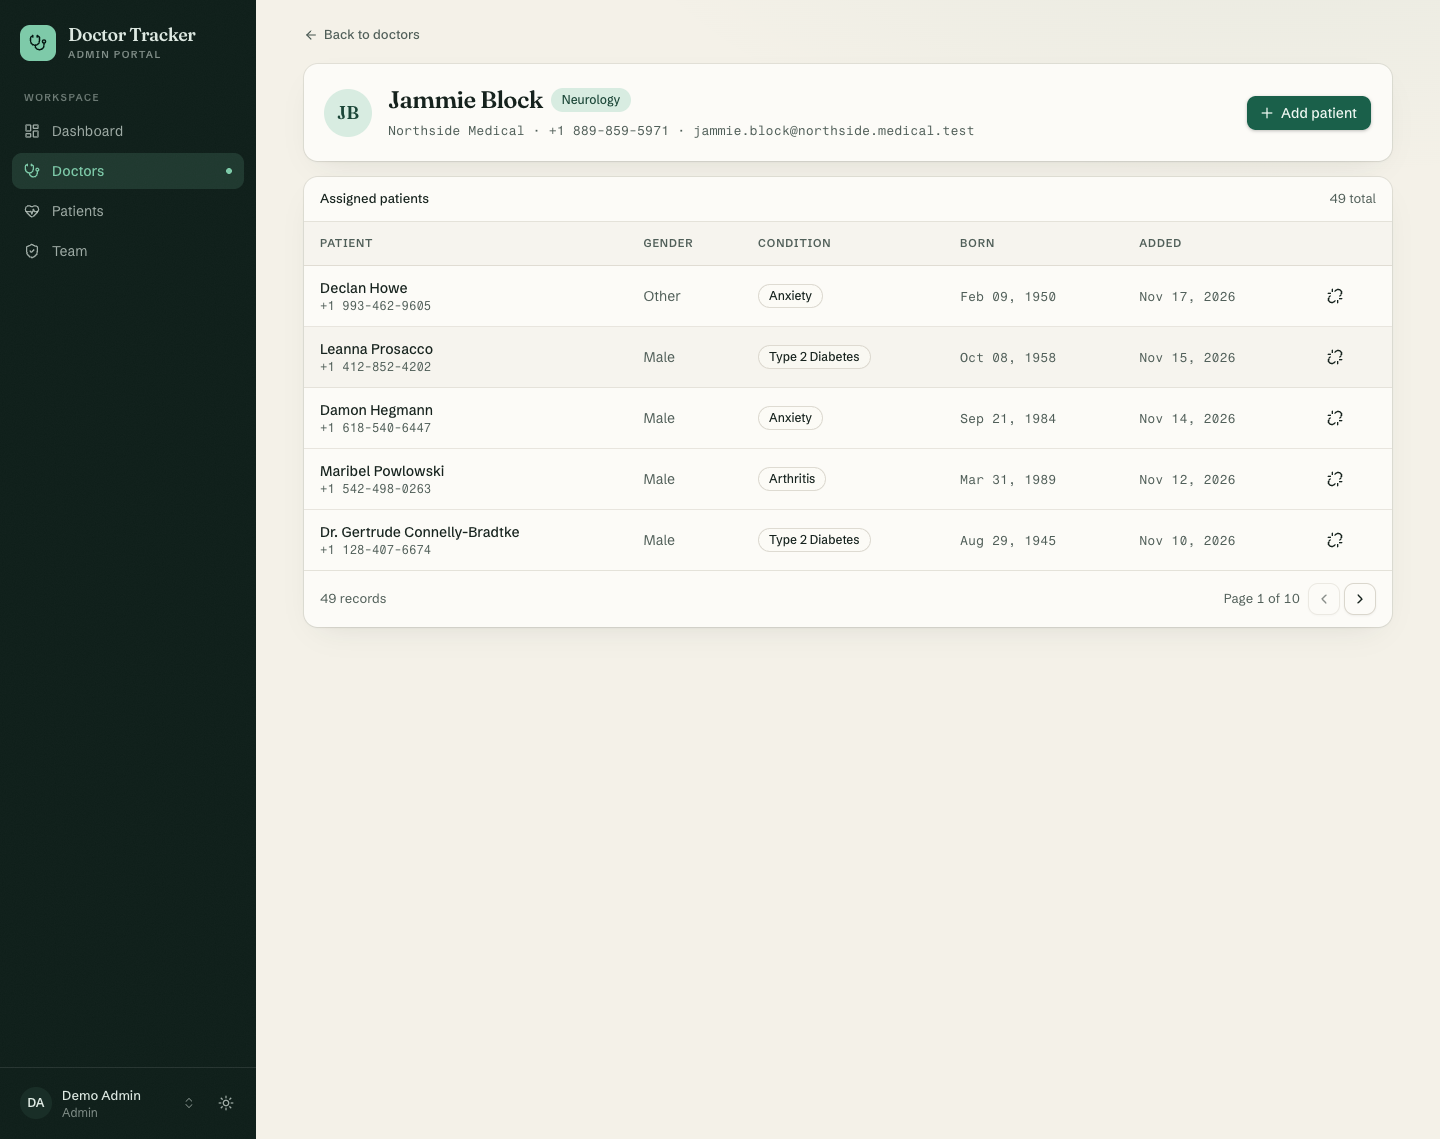 Doctor Tracker
ADMIN PORTAL
WORKSPACE
Dashboard
Doctors
Patients
Team
DA
Demo Admin
Admin
Back to doctors
JB
Jammie Block
Neurology
Northside Medical · +1 889-859-5971 · jammie.block@northside.medical.test
Add patient
Assigned patients
49 total
PATIENT GENDER CONDITION BORN ADDED
Declan Howe
+1 993-462-9605
Other Anxiety Feb 09, 1950 Nov 17, 2026
Leanna Prosacco
+1 412-852-4202
Male Type 2 Diabetes Oct 08, 1958 Nov 15, 2026
Damon Hegmann
+1 618-540-6447
Male Anxiety Sep 21, 1984 Nov 14, 2026
Maribel Powlowski
+1 542-498-0263
Male Arthritis Mar 31, 1989 Nov 12, 2026
Dr. Gertrude Connelly-Bradtke
+1 128-407-6674
Male Type 2 Diabetes Aug 29, 1945 Nov 10, 2026
49 records
Page 1 of 10